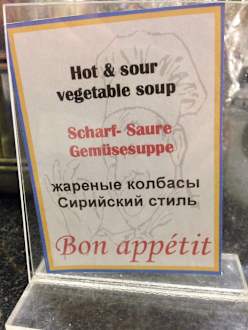 Hot & sour
vegetable soup
Scharf- Saure
Gemüsesuppe
жареные колбасы
Сирийский стиль
Bon appétit